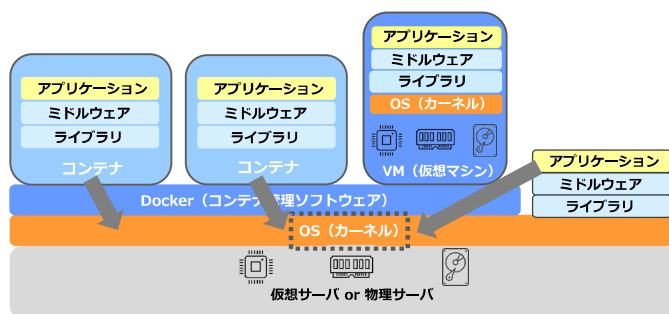 アプリケーション
ミドルウェア
ライブラリ
コンテナ
アプリケーション
ミドルウェア
ライブラリ
コンテナ
アプリケーション
ミドルウェア
ライブラリ
OS（カーネル）
VM（仮想マシン）
アプリケーション
ミドルウェア
ライブラリ
Docker（コンテナ管理ソフトウェア）
OS（カーネル）
仮想サーバ or 物理サーバ